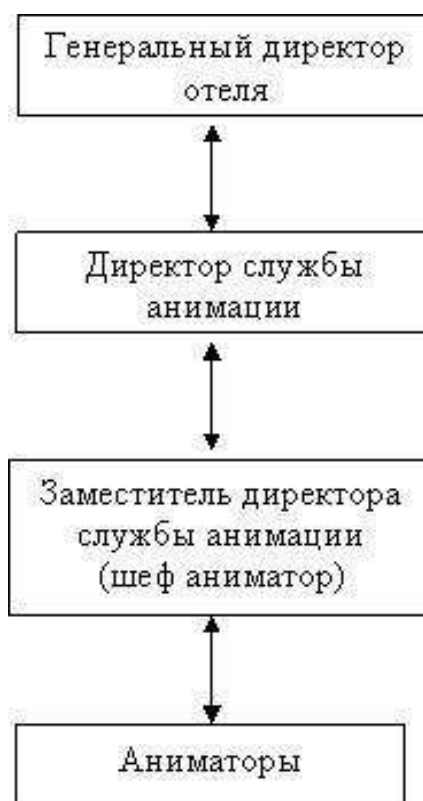 Генеральный директор
отеля
Директор службы
анимации
Заместитель директора
службы анимации
(шеф аниматор)
Аниматоры